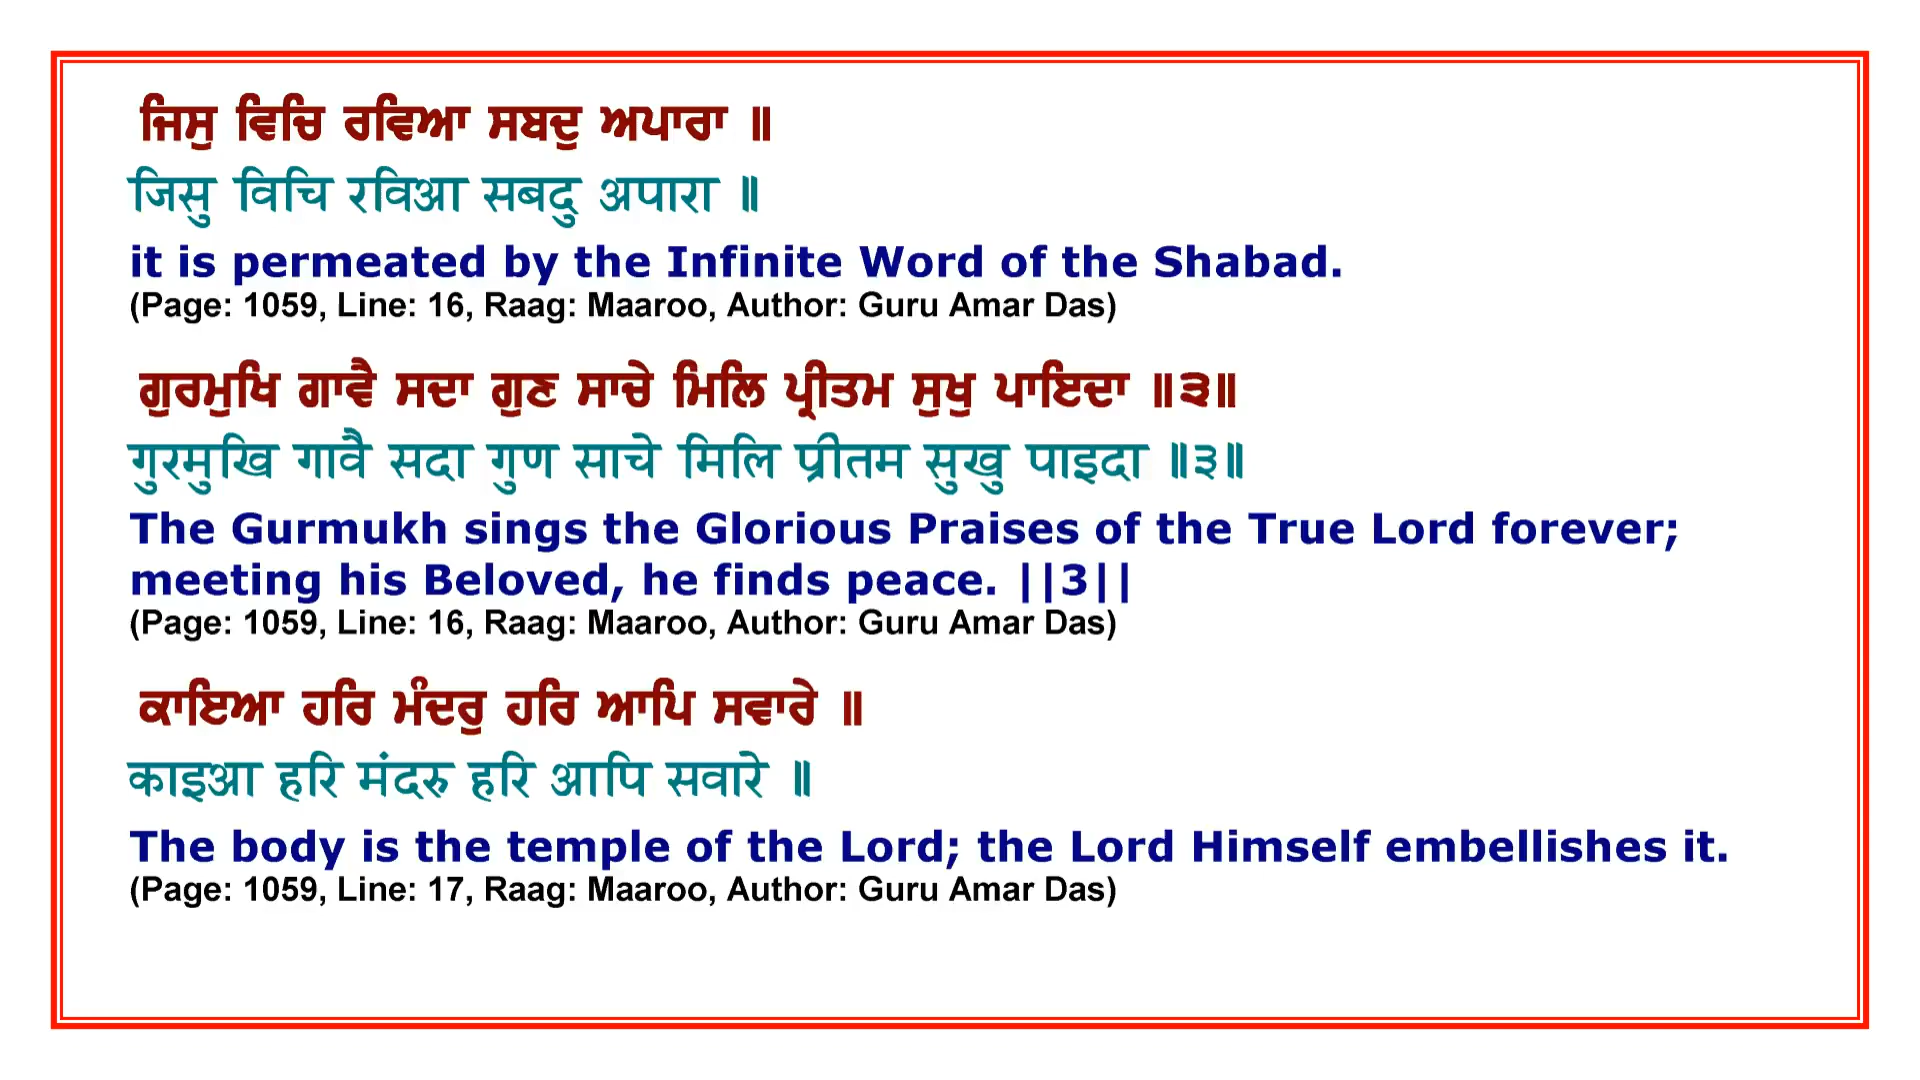 ਜਿਸੁ ਵਿਚਿ ਰਵਿਆ ਸਬਦੁ ਅਪਾਰਾ ॥
जिसु विचि रविआ सबदु अपारा ॥
it is permeated by the Infinite Word of the Shabad.
(Page: 1059, Line: 16, Raag: Maaroo, Author: Guru Amar Das)
ਗੁਰਮੁਖਿ ਗਾਵੈ ਸਦਾ ਗੁਣ ਸਾਚੇ ਮਿਲਿ ਪ੍ਰੀਤਮ ਸੁਖੁ ਪਾਇਦਾ ॥੩॥
गुरमुखि गावै सदा गुण साचे मिलि प्रीतम सुखु पाइदा ॥३॥
The Gurmukh sings the Glorious Praises of the True Lord forever;
meeting his Beloved, he finds peace. ||3||
(Page: 1059, Line: 16, Raag: Maaroo, Author: Guru Amar Das)
ਕਾਇਆ ਹਰਿ ਮੰਦਰੁ ਹਰਿ ਆਪਿ ਸਵਾਰੇ ॥
काइआ हरि मंदरु हरि आपि सवारे ॥
The body is the temple of the Lord; the Lord Himself embellishes it.
(Page: 1059, Line: 17, Raag: Maaroo, Author: Guru Amar Das)